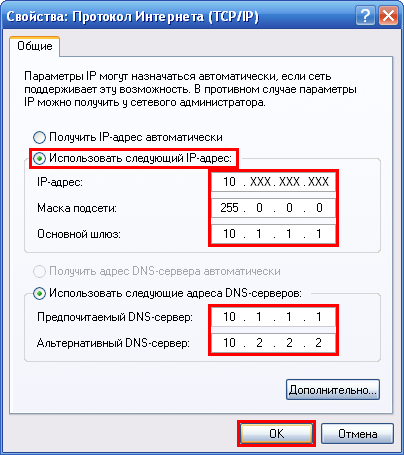 Свойства: Протокол Интернета (TCP/IP)
Общие
Параметры IP могут назначаться автоматически, если сеть
поддерживает эту возможность. В противном случае параметры
IP можно получить у сетевого администратора.
Получить IP-адрес автоматически
Использовать следующий IP-адрес:
IP-адрес: 10 . XXX . XXX . XXX
Маска подсети: 255 . 0 . 0 . 0
Основной шлюз: 10 . 1 . 1 . 1
Получить адрес DNS-сервера автоматически
Использовать следующие адреса DNS-серверов:
Предпочитаемый DNS-сервер: 10 . 1 . 1 . 1
Альтернативный DNS-сервер: 10 . 2 . 2 . 2
Дополнительно...
OK Отмена